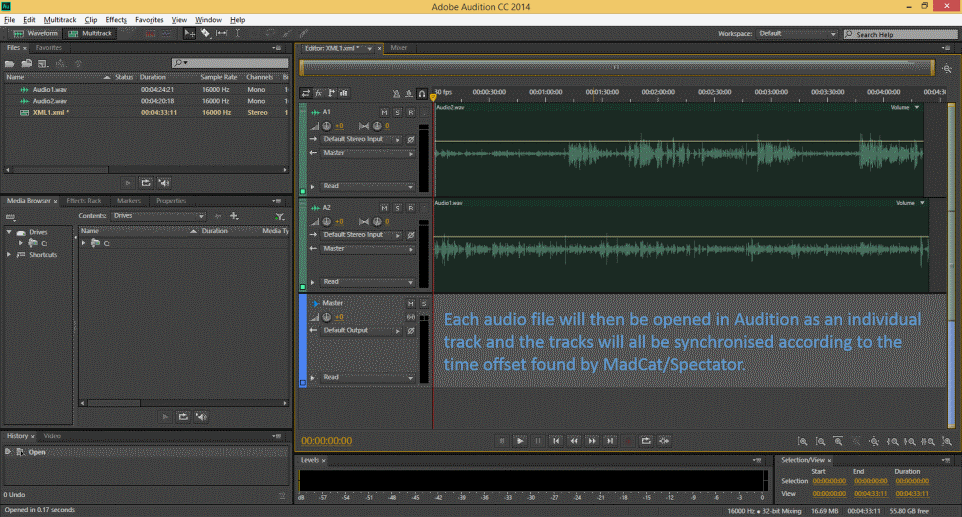 Au
Adobe Audition CC 2014
File Edit Multitrack Clip Effects Favorites View Window Help
Waveform Multitrack Workspace: Default Search Help
Files × Favorites
Name Status Duration Sample Rate Channels Bi
Audio1.wav 00:04:24:21 16000 Hz Mono
Audio2.wav 00:04:20:18 16000 Hz Mono
XML1.xml * 00:04:33:11 16000 Hz Stereo
Media Browser × Effects Rack Markers Properties
Contents: Drives
Drives
C:
Shortcuts
Name Duration Media Ty
C:
History × Video
Open
0 Undo
Opened in 0.17 seconds
Editor: XML1.xml * × Mixer
fx
30 fps 00:00:30:00 00:01:00:00 00:01:30:00 00:02:00:00 00:02:30:00 00:03:00:00 00:03:30:00 00:04:00:00 00:04:3
A1 M S R
+0 0
Default Stereo Input
Master
Read
Audio2.wav Volume
A2 M S R
+0 0
Default Stereo Input
Master
Read
Audio1.wav Volume
Master M S
+0
Default Output
Read
Each audio file will then be opened in Audition as an individual
track and the tracks will all be synchronised according to the
time offset found by MadCat/Spectator.
00:00:00:00
Levels ×
dB -57 -54 -51 -48 -45 -42 -39 -36 -33 -30 -27 -24 -21 -18 -15 -12 -9 -6 -3 0
Selection/View ×
Start End Duration
Selection 00:00:00:00 00:00:00:00 00:00:00:00
View 00:00:00:00 00:04:33:11 00:04:33:11
16000 Hz • 32-bit Mixing 16.69 MB 00:04:33:11 55.80 GB free